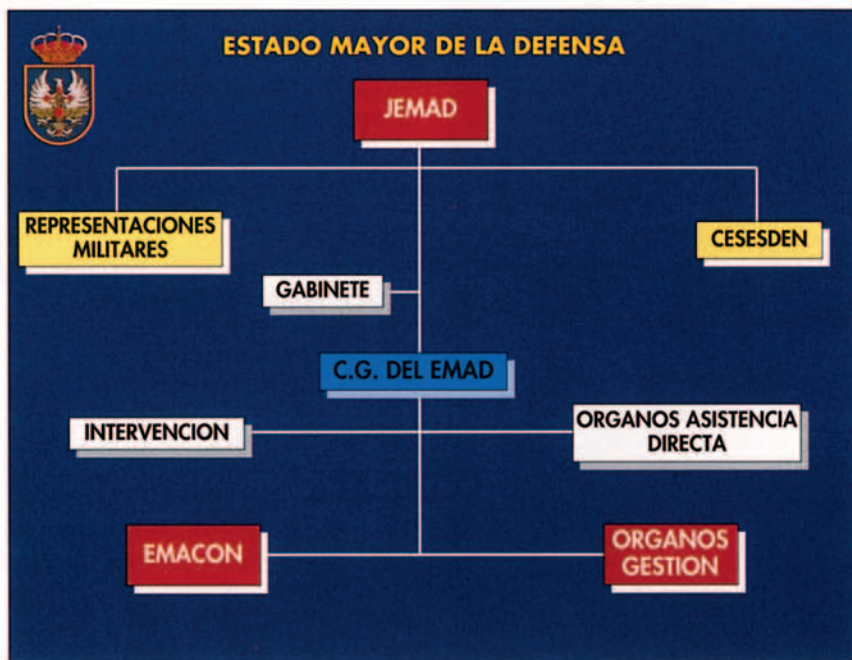 ESTADO MAYOR DE LA DEFENSA
JEMAD
REPRESENTACIONES
MILITARES
CESESDEN
GABINETE
C.G. DEL EMAD
INTERVENCION
ORGANOS ASISTENCIA
DIRECTA
EMACON
ORGANOS
GESTION